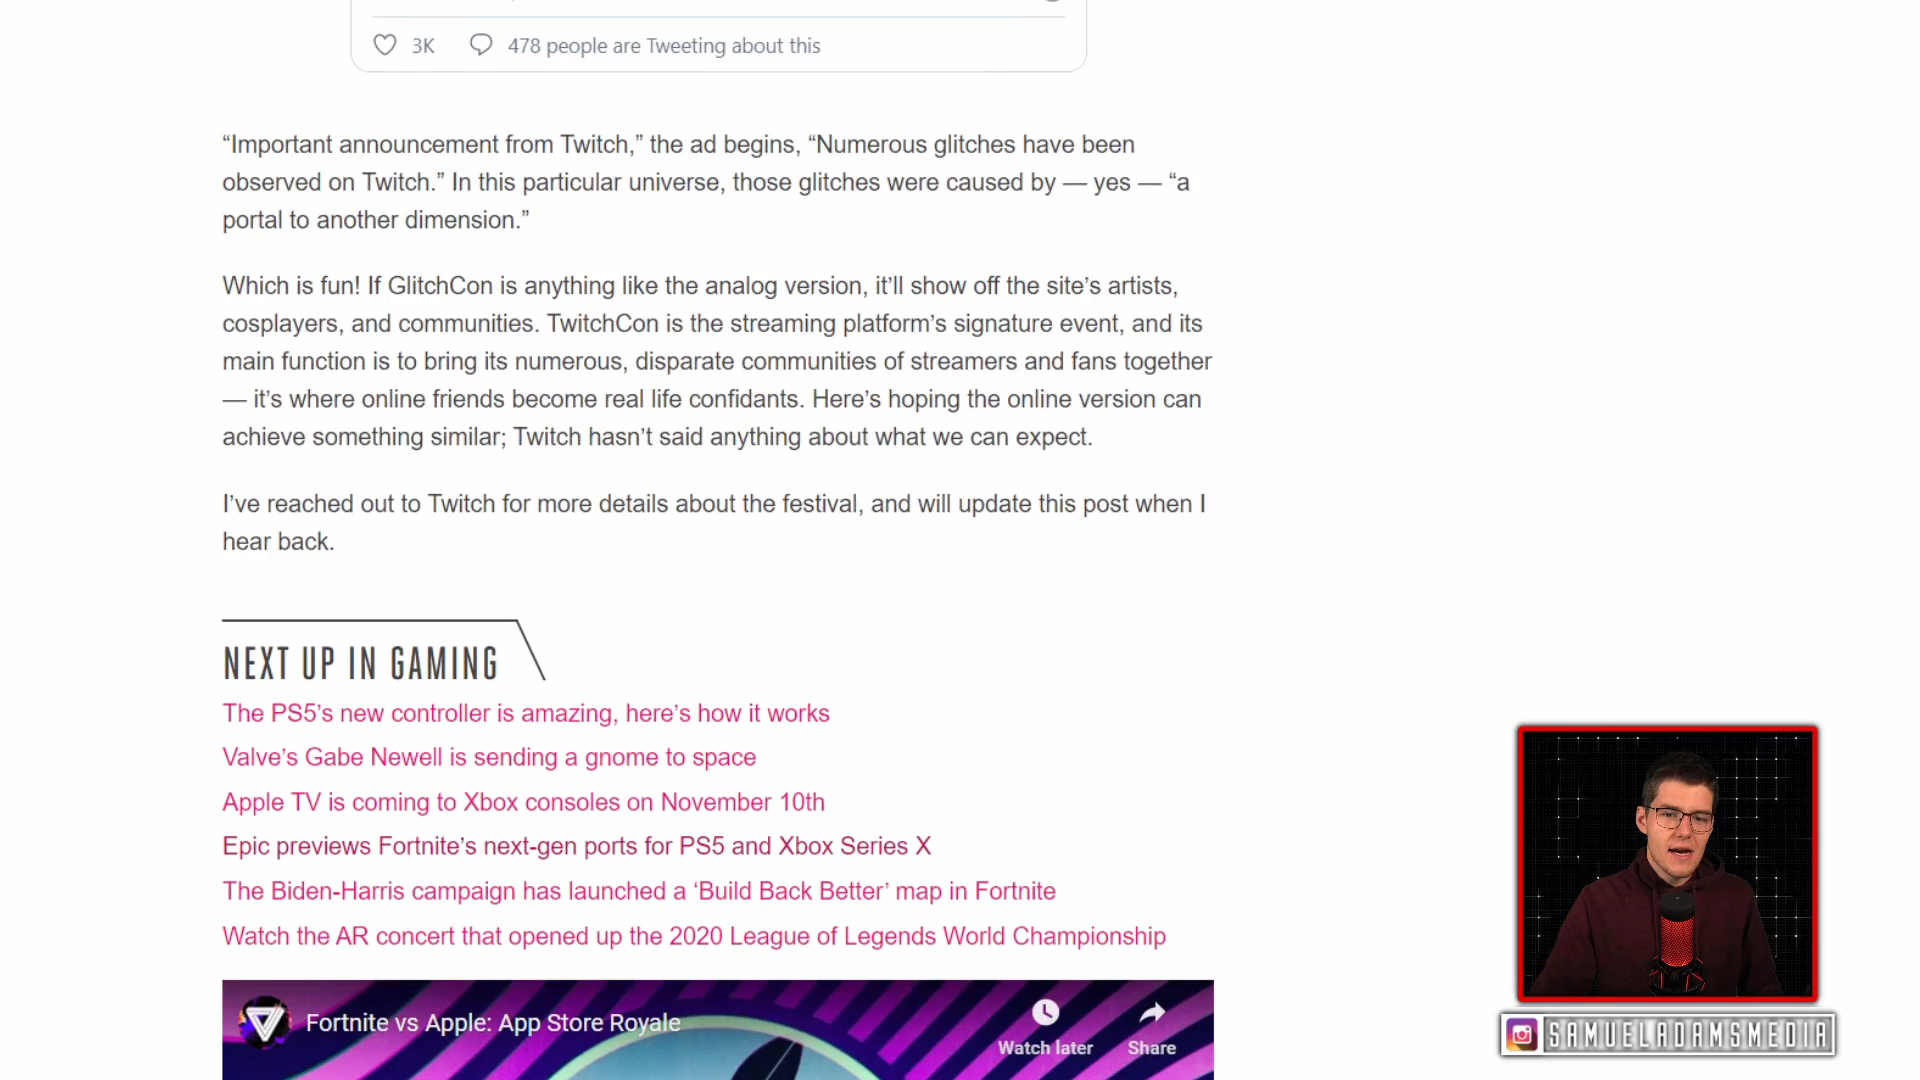 3K 478 people are Tweeting about this
“Important announcement from Twitch,” the ad begins, “Numerous glitches have been
observed on Twitch.” In this particular universe, those glitches were caused by — yes — “a
portal to another dimension.”
Which is fun! If GlitchCon is anything like the analog version, it’ll show off the site’s artists,
cosplayers, and communities. TwitchCon is the streaming platform’s signature event, and its
main function is to bring its numerous, disparate communities of streamers and fans together
— it’s where online friends become real life confidants. Here’s hoping the online version can
achieve something similar; Twitch hasn’t said anything about what we can expect.
I’ve reached out to Twitch for more details about the festival, and will update this post when I
hear back.
NEXT UP IN GAMING
The PS5’s new controller is amazing, here’s how it works
Valve’s Gabe Newell is sending a gnome to space
Apple TV is coming to Xbox consoles on November 10th
Epic previews Fortnite’s next-gen ports for PS5 and Xbox Series X
The Biden-Harris campaign has launched a ‘Build Back Better’ map in Fortnite
Watch the AR concert that opened up the 2020 League of Legends World Championship
Fortnite vs Apple: App Store Royale
Watch later Share
SAMUELADAMSMEDIA